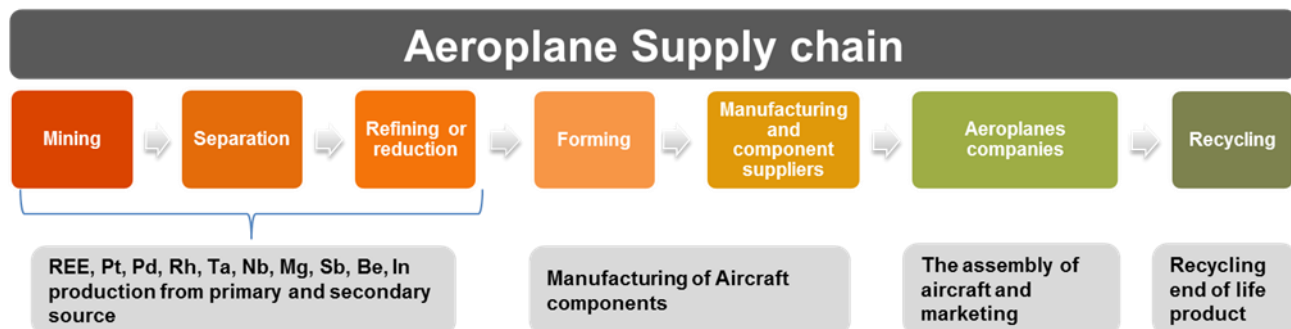 Aeroplane Supply chain
Mining
Separation
Refining or
reduction
Forming
Manufacturing
and
component
suppliers
Aeroplanes
companies
Recycling
REE, Pt, Pd, Rh, Ta, Nb, Mg, Sb, Be, In
production from primary and secondary
source
Manufacturing of Aircraft
components
The assembly of
aircraft and
marketing
Recycling
end of life
product